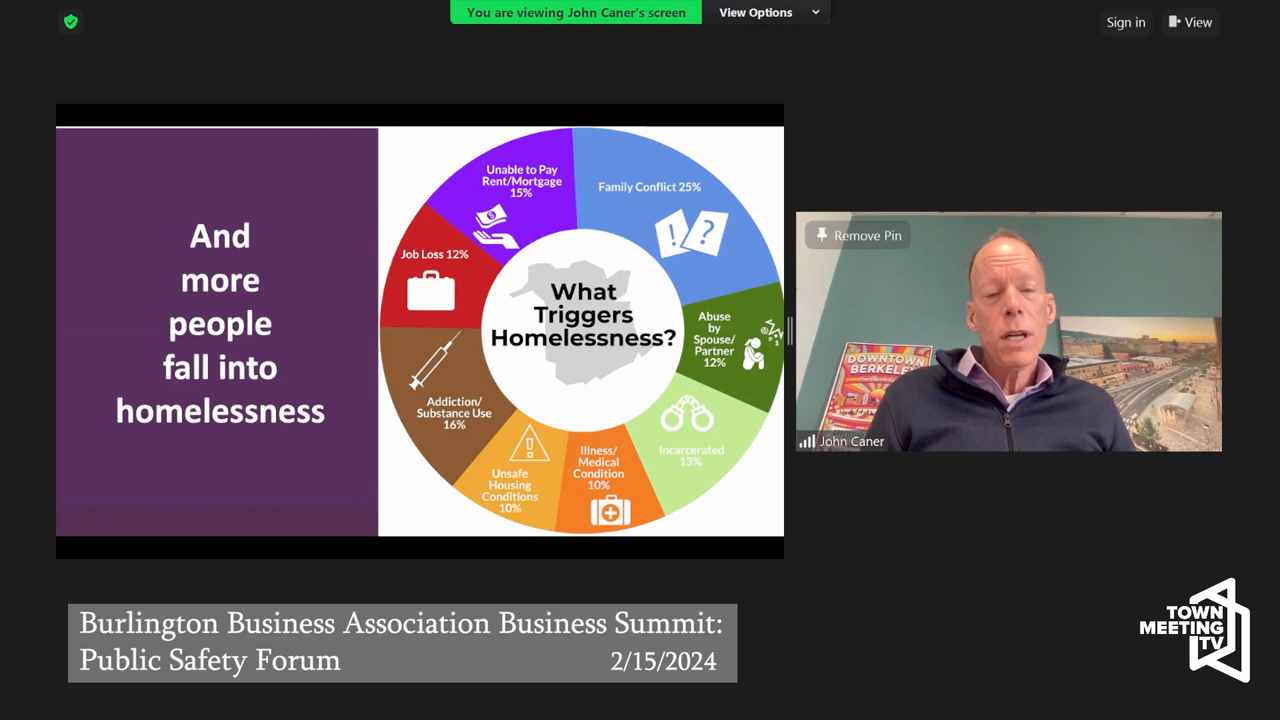 You are viewing John Caner's screen
View Options
Sign in
View
And
more
people
fall into
homelessness
What
Triggers
Homelessness?
Family Conflict 25%
Abuse
by
Spouse/
Partner
12%
Incarcerated
13%
Illness/
Medical
Condition
10%
Unsafe
Housing
Conditions
10%
Addiction/
Substance Use
16%
Job Loss 12%
Unable to Pay
Rent/Mortgage
15%
Remove Pin
DOWNTOWN
John Caner
Burlington Business Association Business Summit:
Public Safety Forum
2/15/2024
TOWN
MEETING
TV